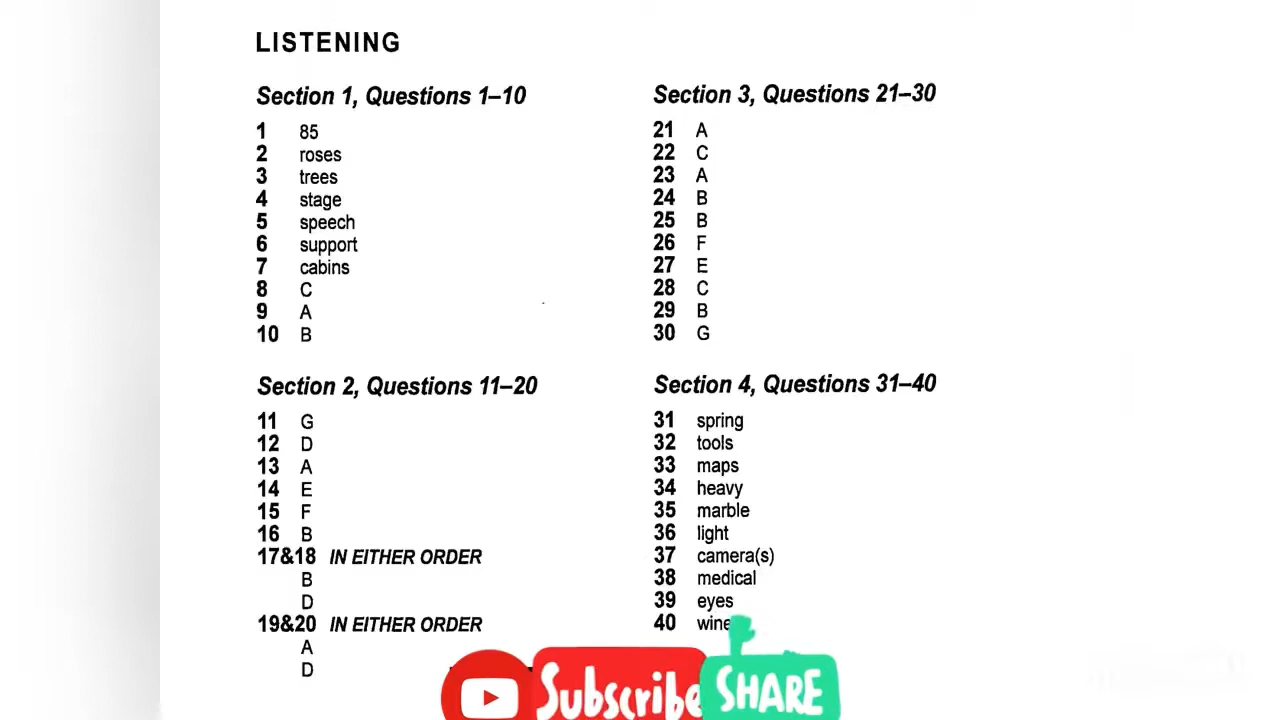 LISTENING
Section 1, Questions 1–10
1 85
2 roses
3 trees
4 stage
5 speech
6 support
7 cabins
8 C
9 A
10 B
Section 2, Questions 11–20
11 G
12 D
13 A
14 E
15 F
16 B
17&18 IN EITHER ORDER
B
D
19&20 IN EITHER ORDER
A
D
Section 3, Questions 21–30
21 A
22 C
23 A
24 B
25 B
26 F
27 E
28 C
29 B
30 G
Section 4, Questions 31–40
31 spring
32 tools
33 maps
34 heavy
35 marble
36 light
37 camera(s)
38 medical
39 eyes
40 wine
Subscribe
SHARE